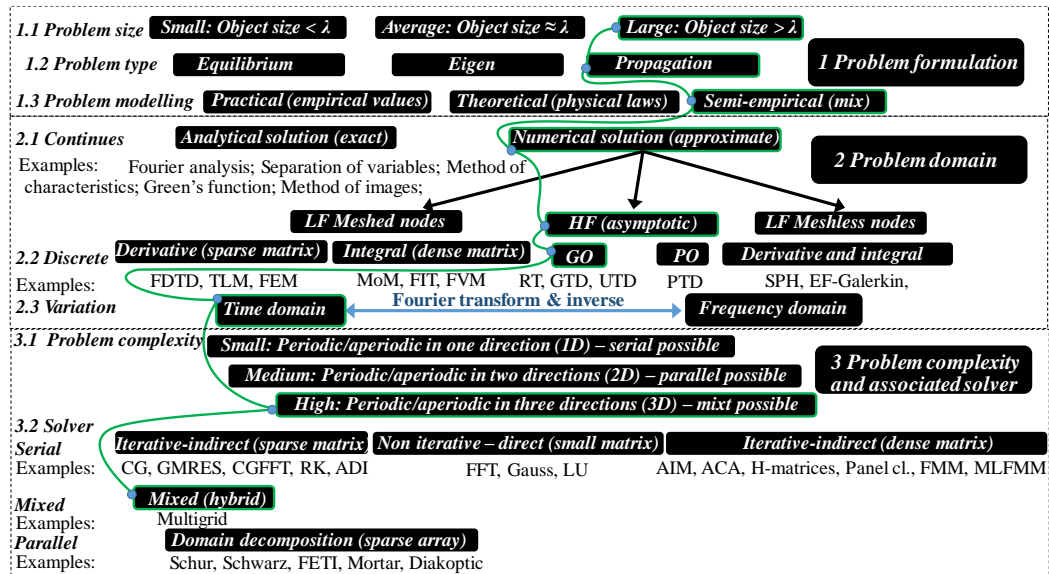 1.1 Problem size Small: Object size < λ Average: Object size ≈ λ Large: Object size > λ
1.2 Problem type Equilibrium Eigen Propagation
1 Problem formulation
1.3 Problem modelling Practical (empirical values) Theoretical (physical laws) Semi-empirical (mix)
2.1 Continues Analytical solution (exact) Numerical solution (approximate)
2 Problem domain
Examples: Fourier analysis; Separation of variables; Method of
characteristics; Green's function; Method of images;
LF Meshed nodes HF (asymptotic) LF Meshless nodes
2.2 Discrete Derivative (sparse matrix) Integral (dense matrix) GO PO Derivative and integral
Examples: FDTD, TLM, FEM MoM, FIT, FVM RT, GTD, UTD PTD SPH, EF-Galerkin,
2.3 Variation Time domain Fourier transform & inverse Frequency domain
3.1 Problem complexity Small: Periodic/aperiodic in one direction (1D) – serial possible
3 Problem complexity
and associated solver
Medium: Periodic/aperiodic in two directions (2D) – parallel possible
High: Periodic/aperiodic in three directions (3D) – mixt possible
3.2 Solver
Serial Iterative-indirect (sparse matrix) Non iterative – direct (small matrix) Iterative-indirect (dense matrix)
Examples: CG, GMRES, CGFFT, RK, ADI FFT, Gauss, LU AIM, ACA, H-matrices, Panel cl., FMM, MLFMM
Mixed Mixed (hybrid)
Examples: Multigrid
Parallel Domain decomposition (sparse array)
Examples: Schur, Schwarz, FETI, Mortar, Diakoptic